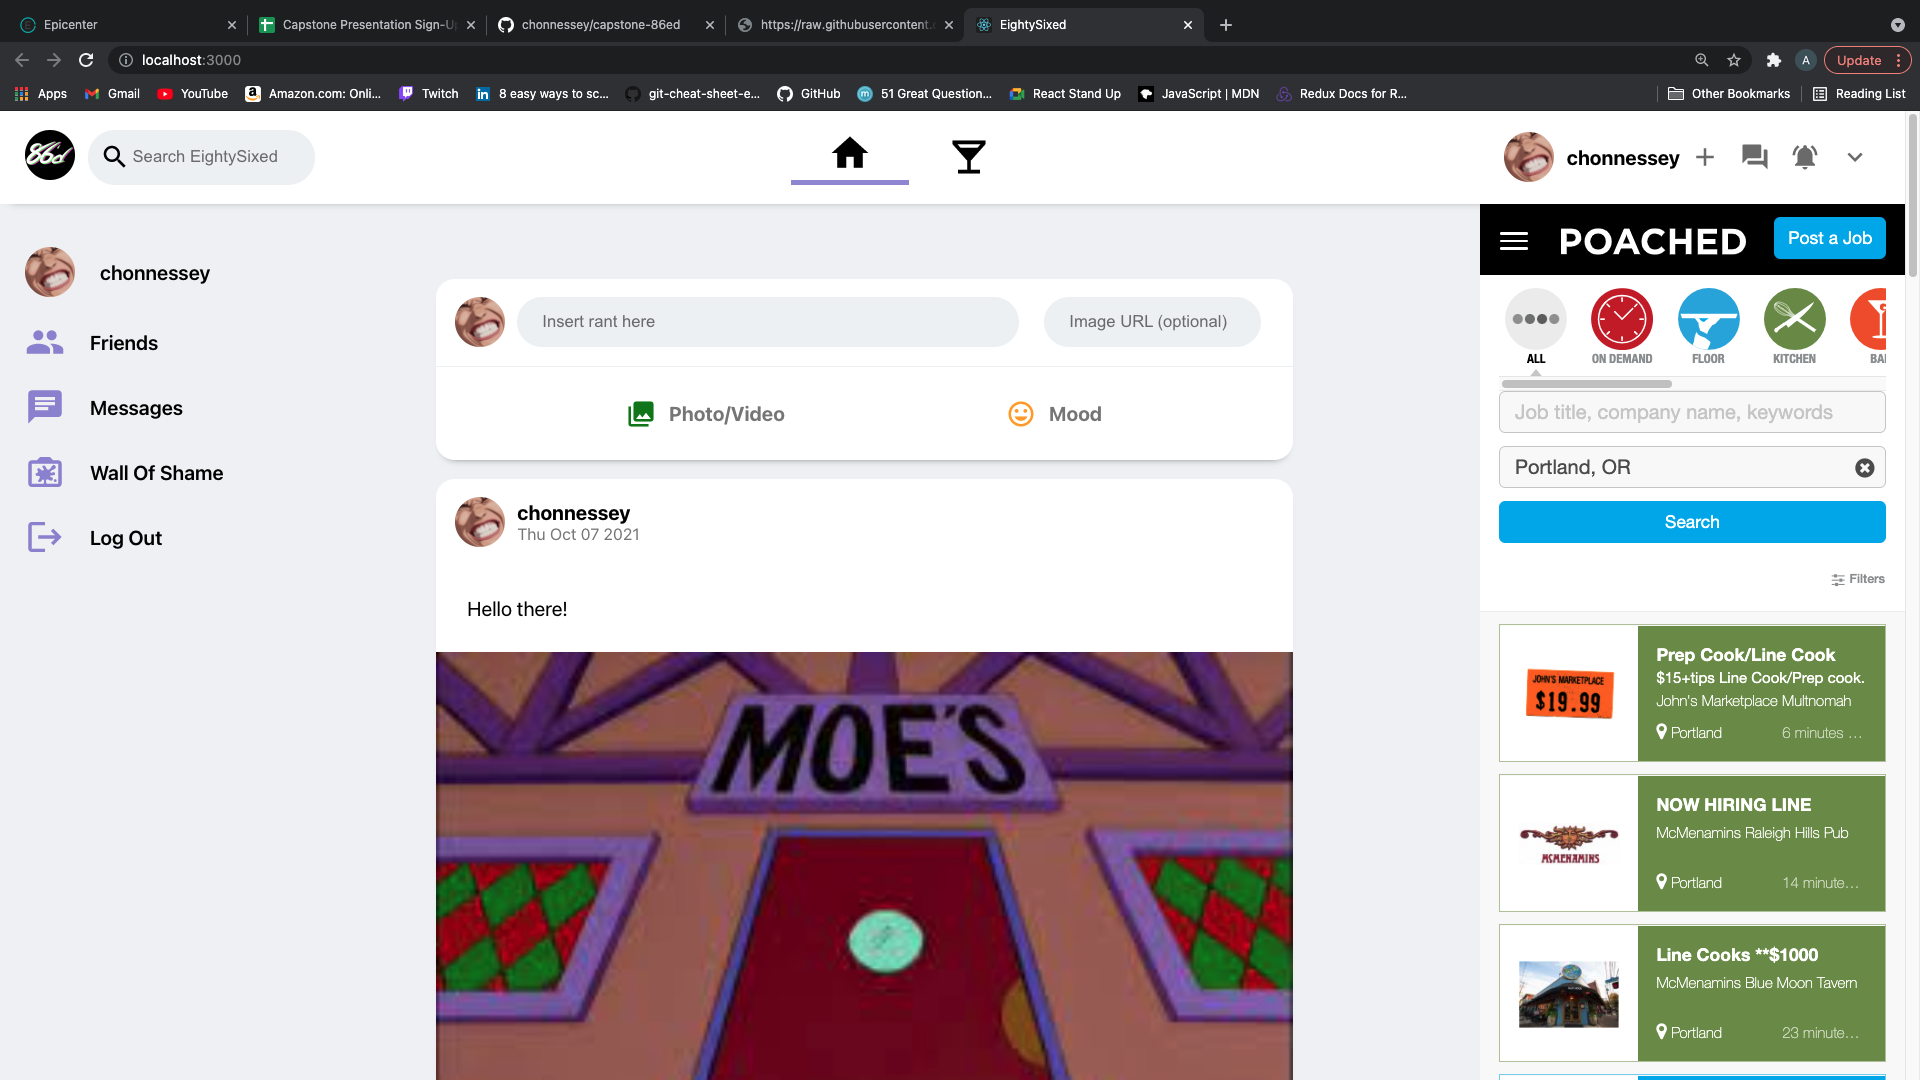 Epicenter
Capstone Presentation Sign-U
chonnessey/capstone-86ed
https://raw.githubusercontent.
EightySixed
localhost:3000
A
Update
Apps
Gmail
YouTube
Amazon.com: Onli...
Twitch
8 easy ways to sc...
git-cheat-sheet-e...
GitHub
51 Great Question...
React Stand Up
JavaScript | MDN
Redux Docs for R...
Other Bookmarks
Reading List
86d
Search EightySixed
chonnessey
chonnessey
Friends
Messages
Wall Of Shame
Log Out
Insert rant here
Image URL (optional)
Photo/Video
Mood
chonnessey
Thu Oct 07 2021
Hello there!
MOE'S
POACHED
Post a Job
ALL
ON DEMAND
FLOOR
KITCHEN
BA
Job title, company name, keywords
Portland, OR
Search
Filters
JOHN'S MARKETPLACE
$19.99
Prep Cook/Line Cook
$15+tips Line Cook/Prep cook.
John's Marketplace Multnomah
Portland
6 minutes ...
MCMENAMINS
NOW HIRING LINE
McMenamins Raleigh Hills Pub
Portland
14 minute...
Line Cooks **$1000
McMenamins Blue Moon Tavern
Portland
23 minute...